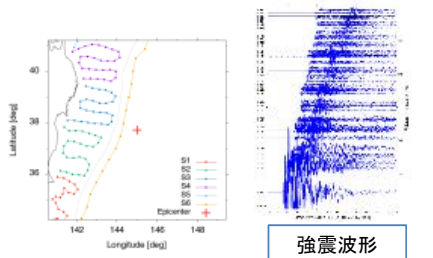 40
38
36
Latitude [deg]
142
144
146
148
Longitude [deg]
S1
S2
S3
S4
S5
S6
Epicenter
強震波形